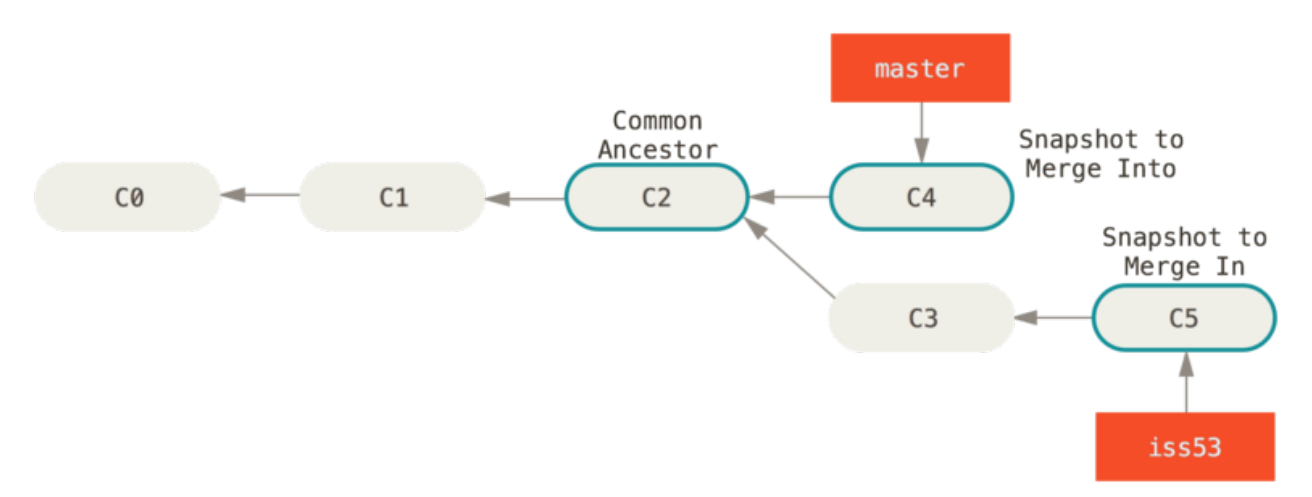 master
Common
Ancestor
Snapshot to
Merge Into
C0
C1
C2
C4
Snapshot to
Merge In
C3
C5
iss53